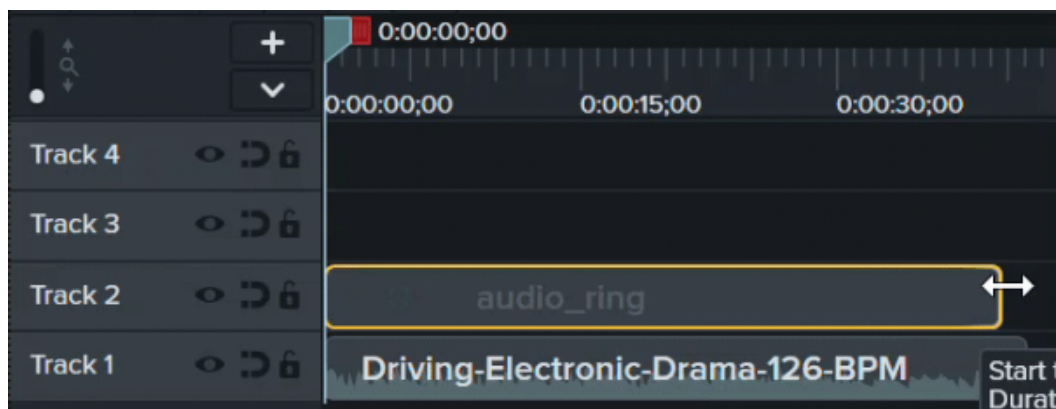 0:00:00;00
0:00:00;00 0:00:15;00 0:00:30;00
Track 4
Track 3
Track 2 audio_ring
Track 1 Driving-Electronic-Drama-126-BPM Start t
Durat